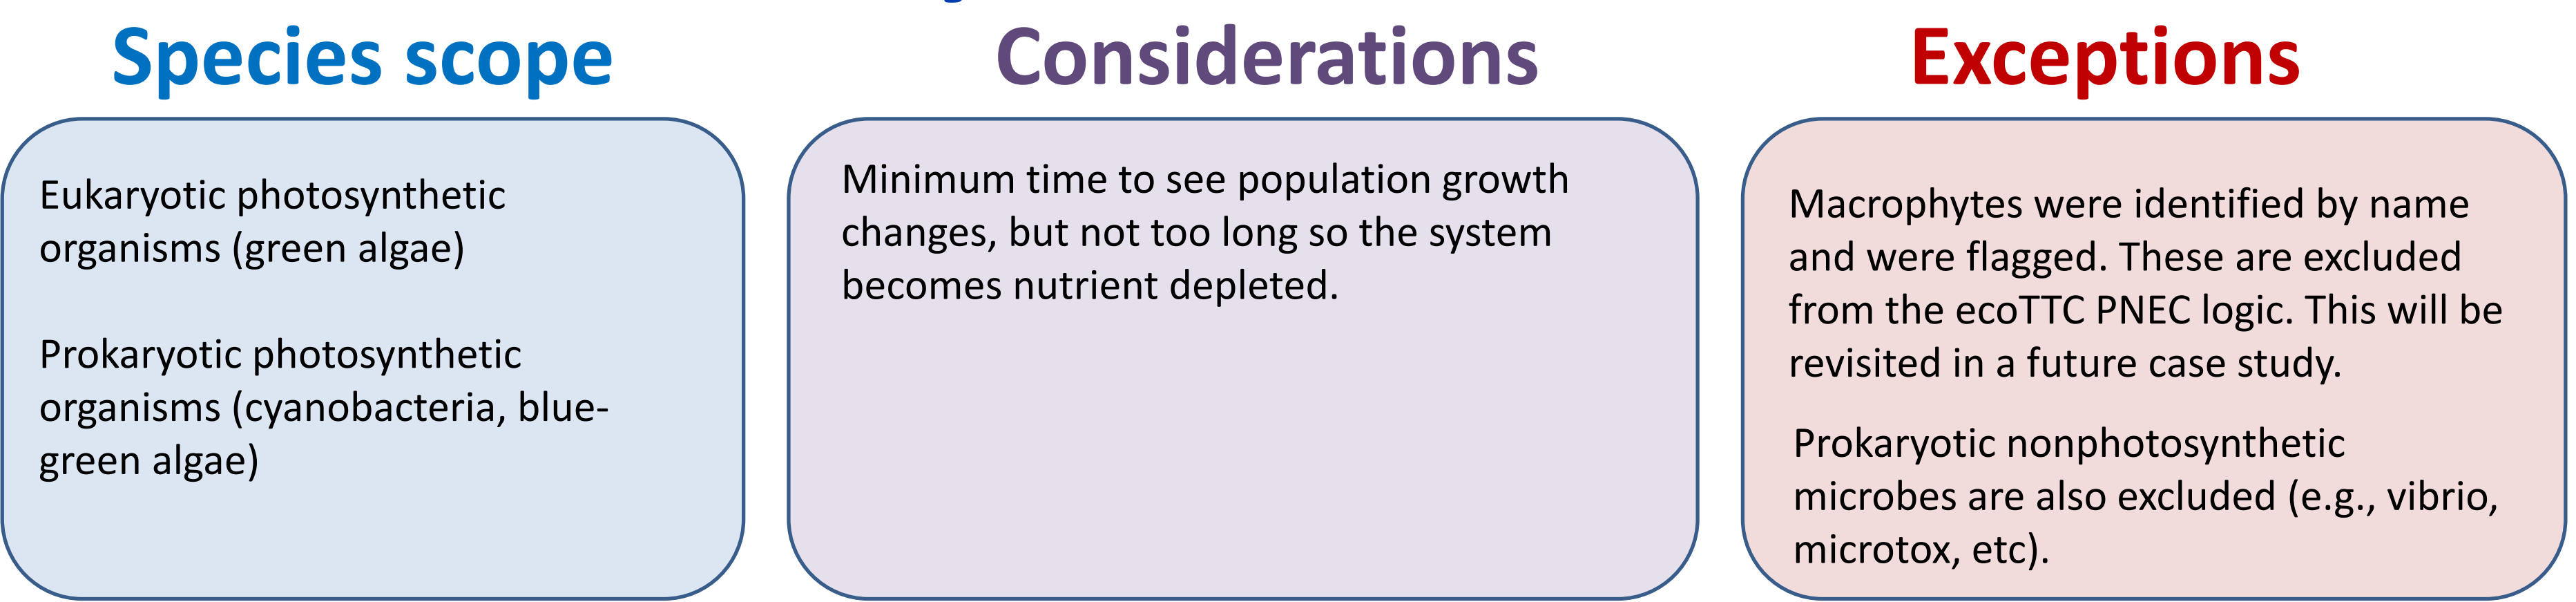 Species scope
Eukaryotic photosynthetic
organisms (green algae)
Prokaryotic photosynthetic
organisms (cyanobacteria, blue-
green algae)
Considerations
Minimum time to see population growth
changes, but not too long so the system
becomes nutrient depleted.
Exceptions
Macrophytes were identified by name
and were flagged. These are excluded
from the ecoTTC PNEC logic. This will be
revisited in a future case study.
Prokaryotic nonphotosynthetic
microbes are also excluded (e.g., vibrio,
microtox, etc).